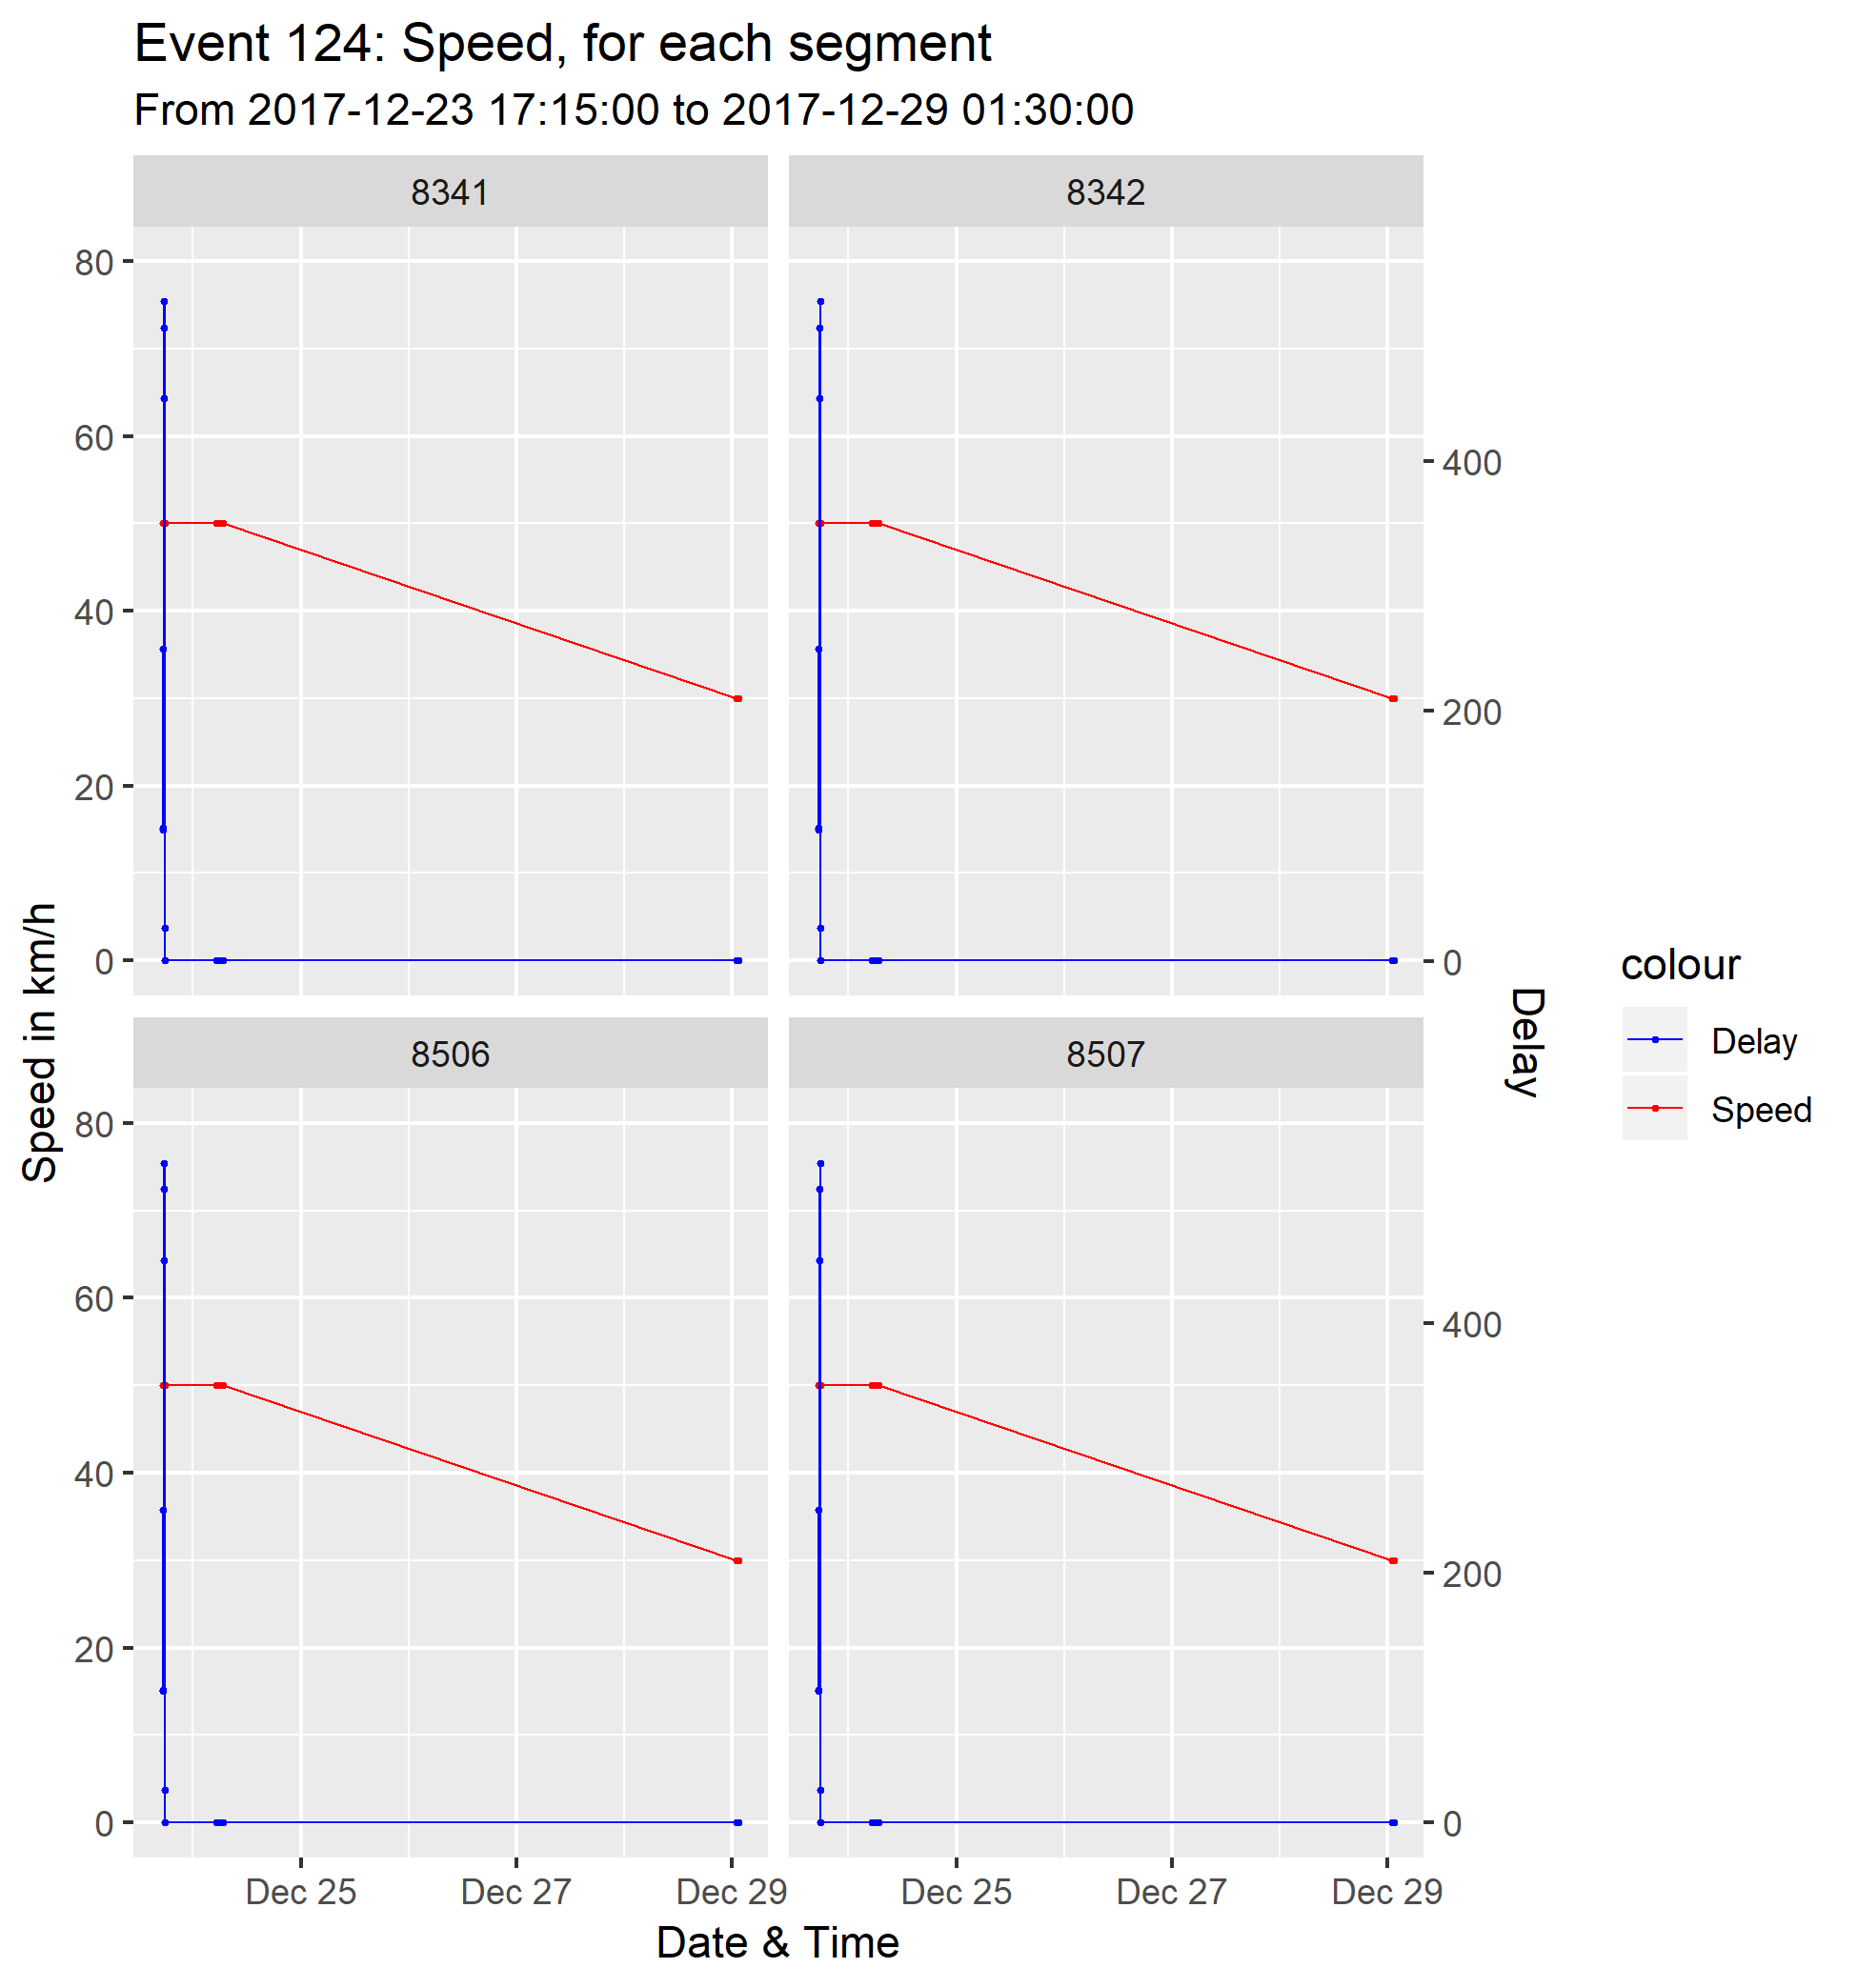 Event 124: Speed, for each segment
From 2017-12-23 17:15:00 to 2017-12-29 01:30:00
8341
8342
80
60
40
20
0
400
200
0
8506
8507
80
60
40
20
0
400
200
0
Dec 25
Dec 27
Dec 29
Dec 25
Dec 27
Dec 29
Date & Time
Speed in km/h
Delay
colour
Delay
Speed